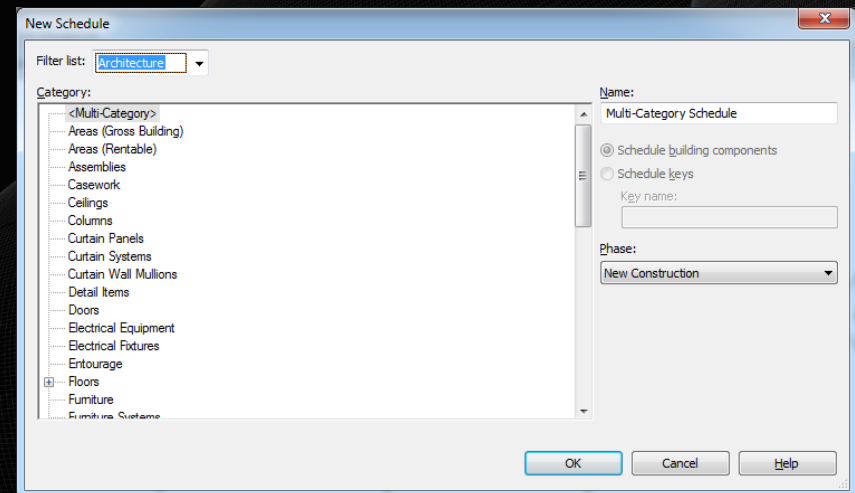 New Schedule
Filter list: Architecture
Category:
<Multi-Category>
Areas (Gross Building)
Areas (Rentable)
Assemblies
Casework
Ceilings
Columns
Curtain Panels
Curtain Systems
Curtain Wall Mullions
Detail Items
Doors
Electrical Equipment
Electrical Fixtures
Entourage
Floors
Furniture
Furniture Systems
Name:
Multi-Category Schedule
Schedule building components
Schedule keys
Key name:
Phase:
New Construction
OK Cancel Help